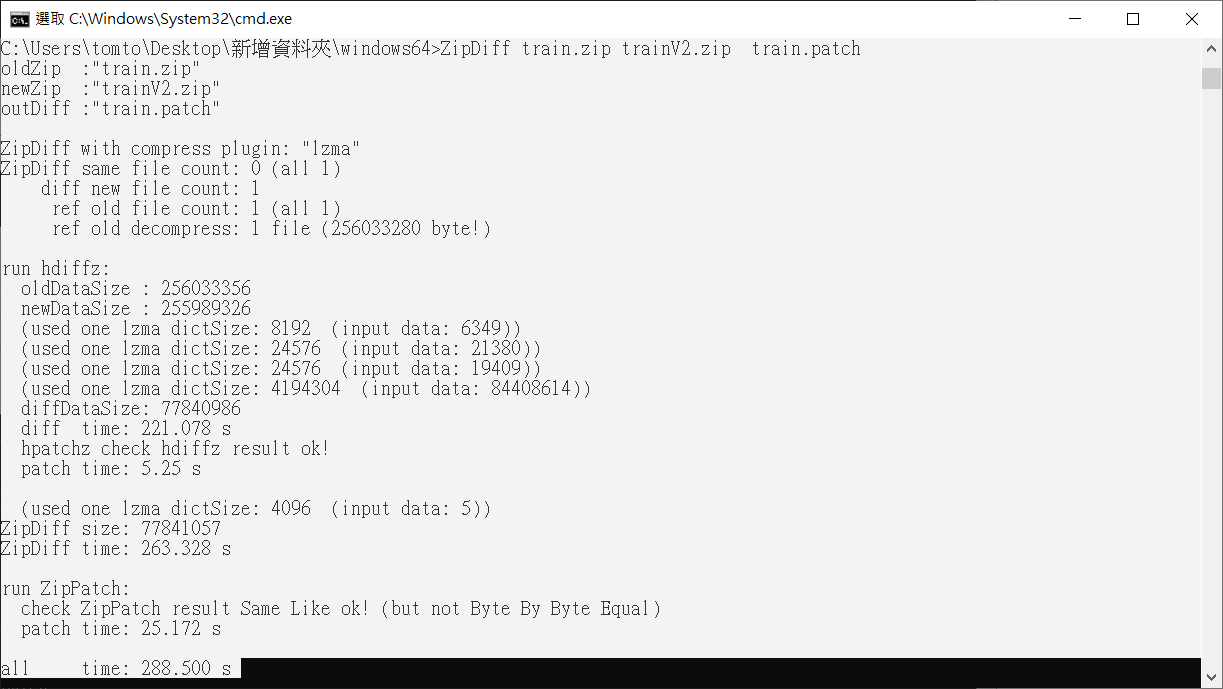 選取 C:\Windows\System32\cmd.exe
C:\Users\tomto\Desktop\新增資料夾\windows64>ZipDiff train.zip trainV2.zip  train.patch
oldZip  :"train.zip"
newZip  :"trainV2.zip"
outDiff :"train.patch"
ZipDiff with compress plugin: "lzma"
ZipDiff same file count: 0 (all 1)
    diff new file count: 1
     ref old file count: 1 (all 1)
     ref old decompress: 1 file (256033280 byte!)
run hdiffz:
  oldDataSize : 256033356
  newDataSize : 255989326
  (used one lzma dictSize: 8192  (input data: 6349))
  (used one lzma dictSize: 24576  (input data: 21380))
  (used one lzma dictSize: 24576  (input data: 19409))
  (used one lzma dictSize: 4194304  (input data: 84408614))
  diffDataSize: 77840986
  diff  time: 221.078 s
  hpatchz check hdiffz result ok!
  patch time: 5.25 s
  (used one lzma dictSize: 4096  (input data: 5))
ZipDiff size: 77841057
ZipDiff time: 263.328 s
run ZipPatch:
  check ZipPatch result Same Like ok! (but not Byte By Byte Equal)
  patch time: 25.172 s
all     time: 288.500 s